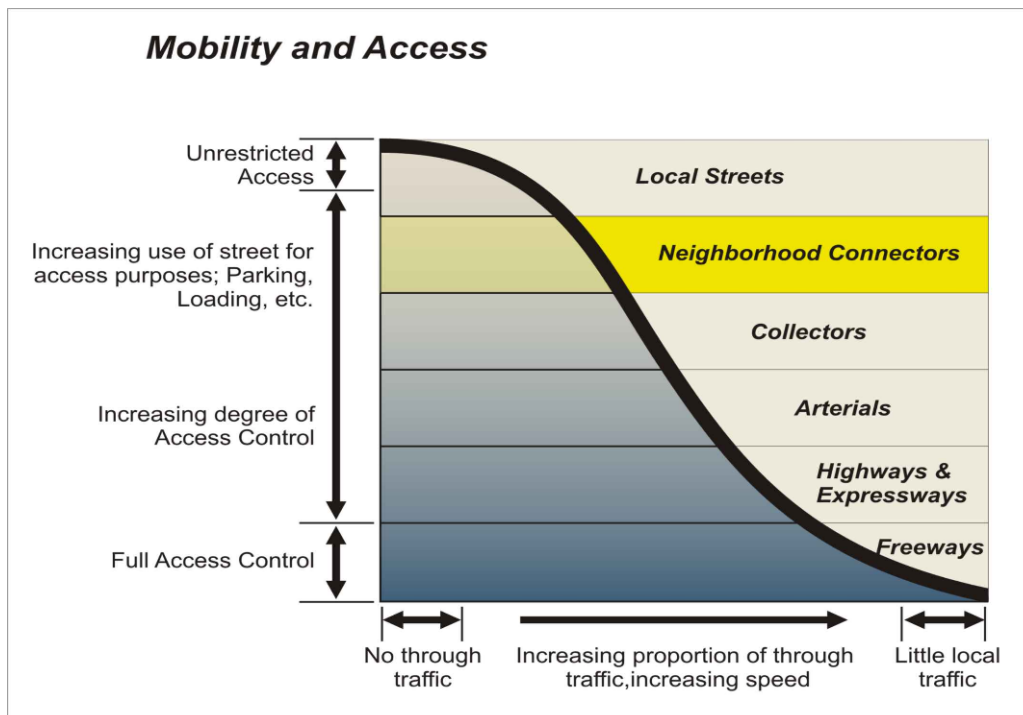 Mobility and Access
Unrestricted
Access
Increasing use of street for
access purposes; Parking,
Loading, etc.
Increasing degree of
Access Control
Full Access Control
Local Streets
Neighborhood Connectors
Collectors
Arterials
Highways &
Expressways
Freeways
No through
traffic
Increasing proportion of through
traffic,increasing speed
Little local
traffic